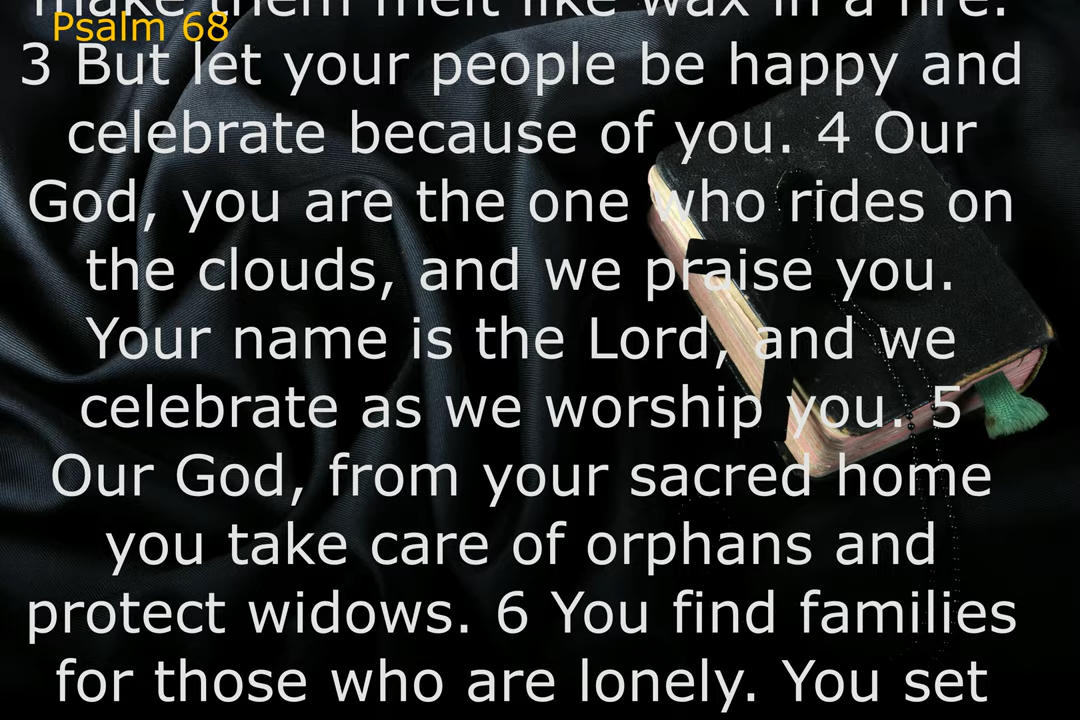 make them melt like wax in a fire.
Psalm 68
3 But let your people be happy and
celebrate because of you. 4 Our
God, you are the one who rides on
the clouds, and we praise you.
Your name is the Lord, and we
celebrate as we worship you. 5
Our God, from your sacred home
you take care of orphans and
protect widows. 6 You find families
for those who are lonely. You set